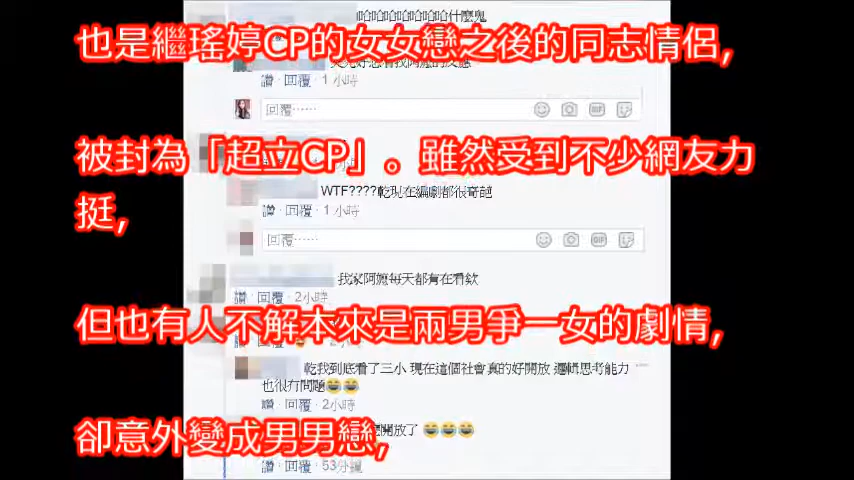 哈哈哈哈哈哈哈哈什麼鬼
也是繼瑤婷CP的女女戀之後的同志情侶,
讚 · 回覆 · 1 小時
回覆……
被封為「超立CP」。雖然受到不少網友力
挺,
WTF????乾現在編劇都很奇葩
讚 · 回覆 · 1 小時
回覆……
我家阿嬤每天都有在看欸
讚 · 回覆 · 2小時
但也有人不解本來是兩男爭一女的劇情,
乾我到底看了三小 現在這個社會真的好開放 邏輯思考能力
也很有問題😂😂
讚 · 回覆 · 2小時
卻意外變成男男戀,
開放了 😂😂😂
讚 · 回覆 · 53分鐘